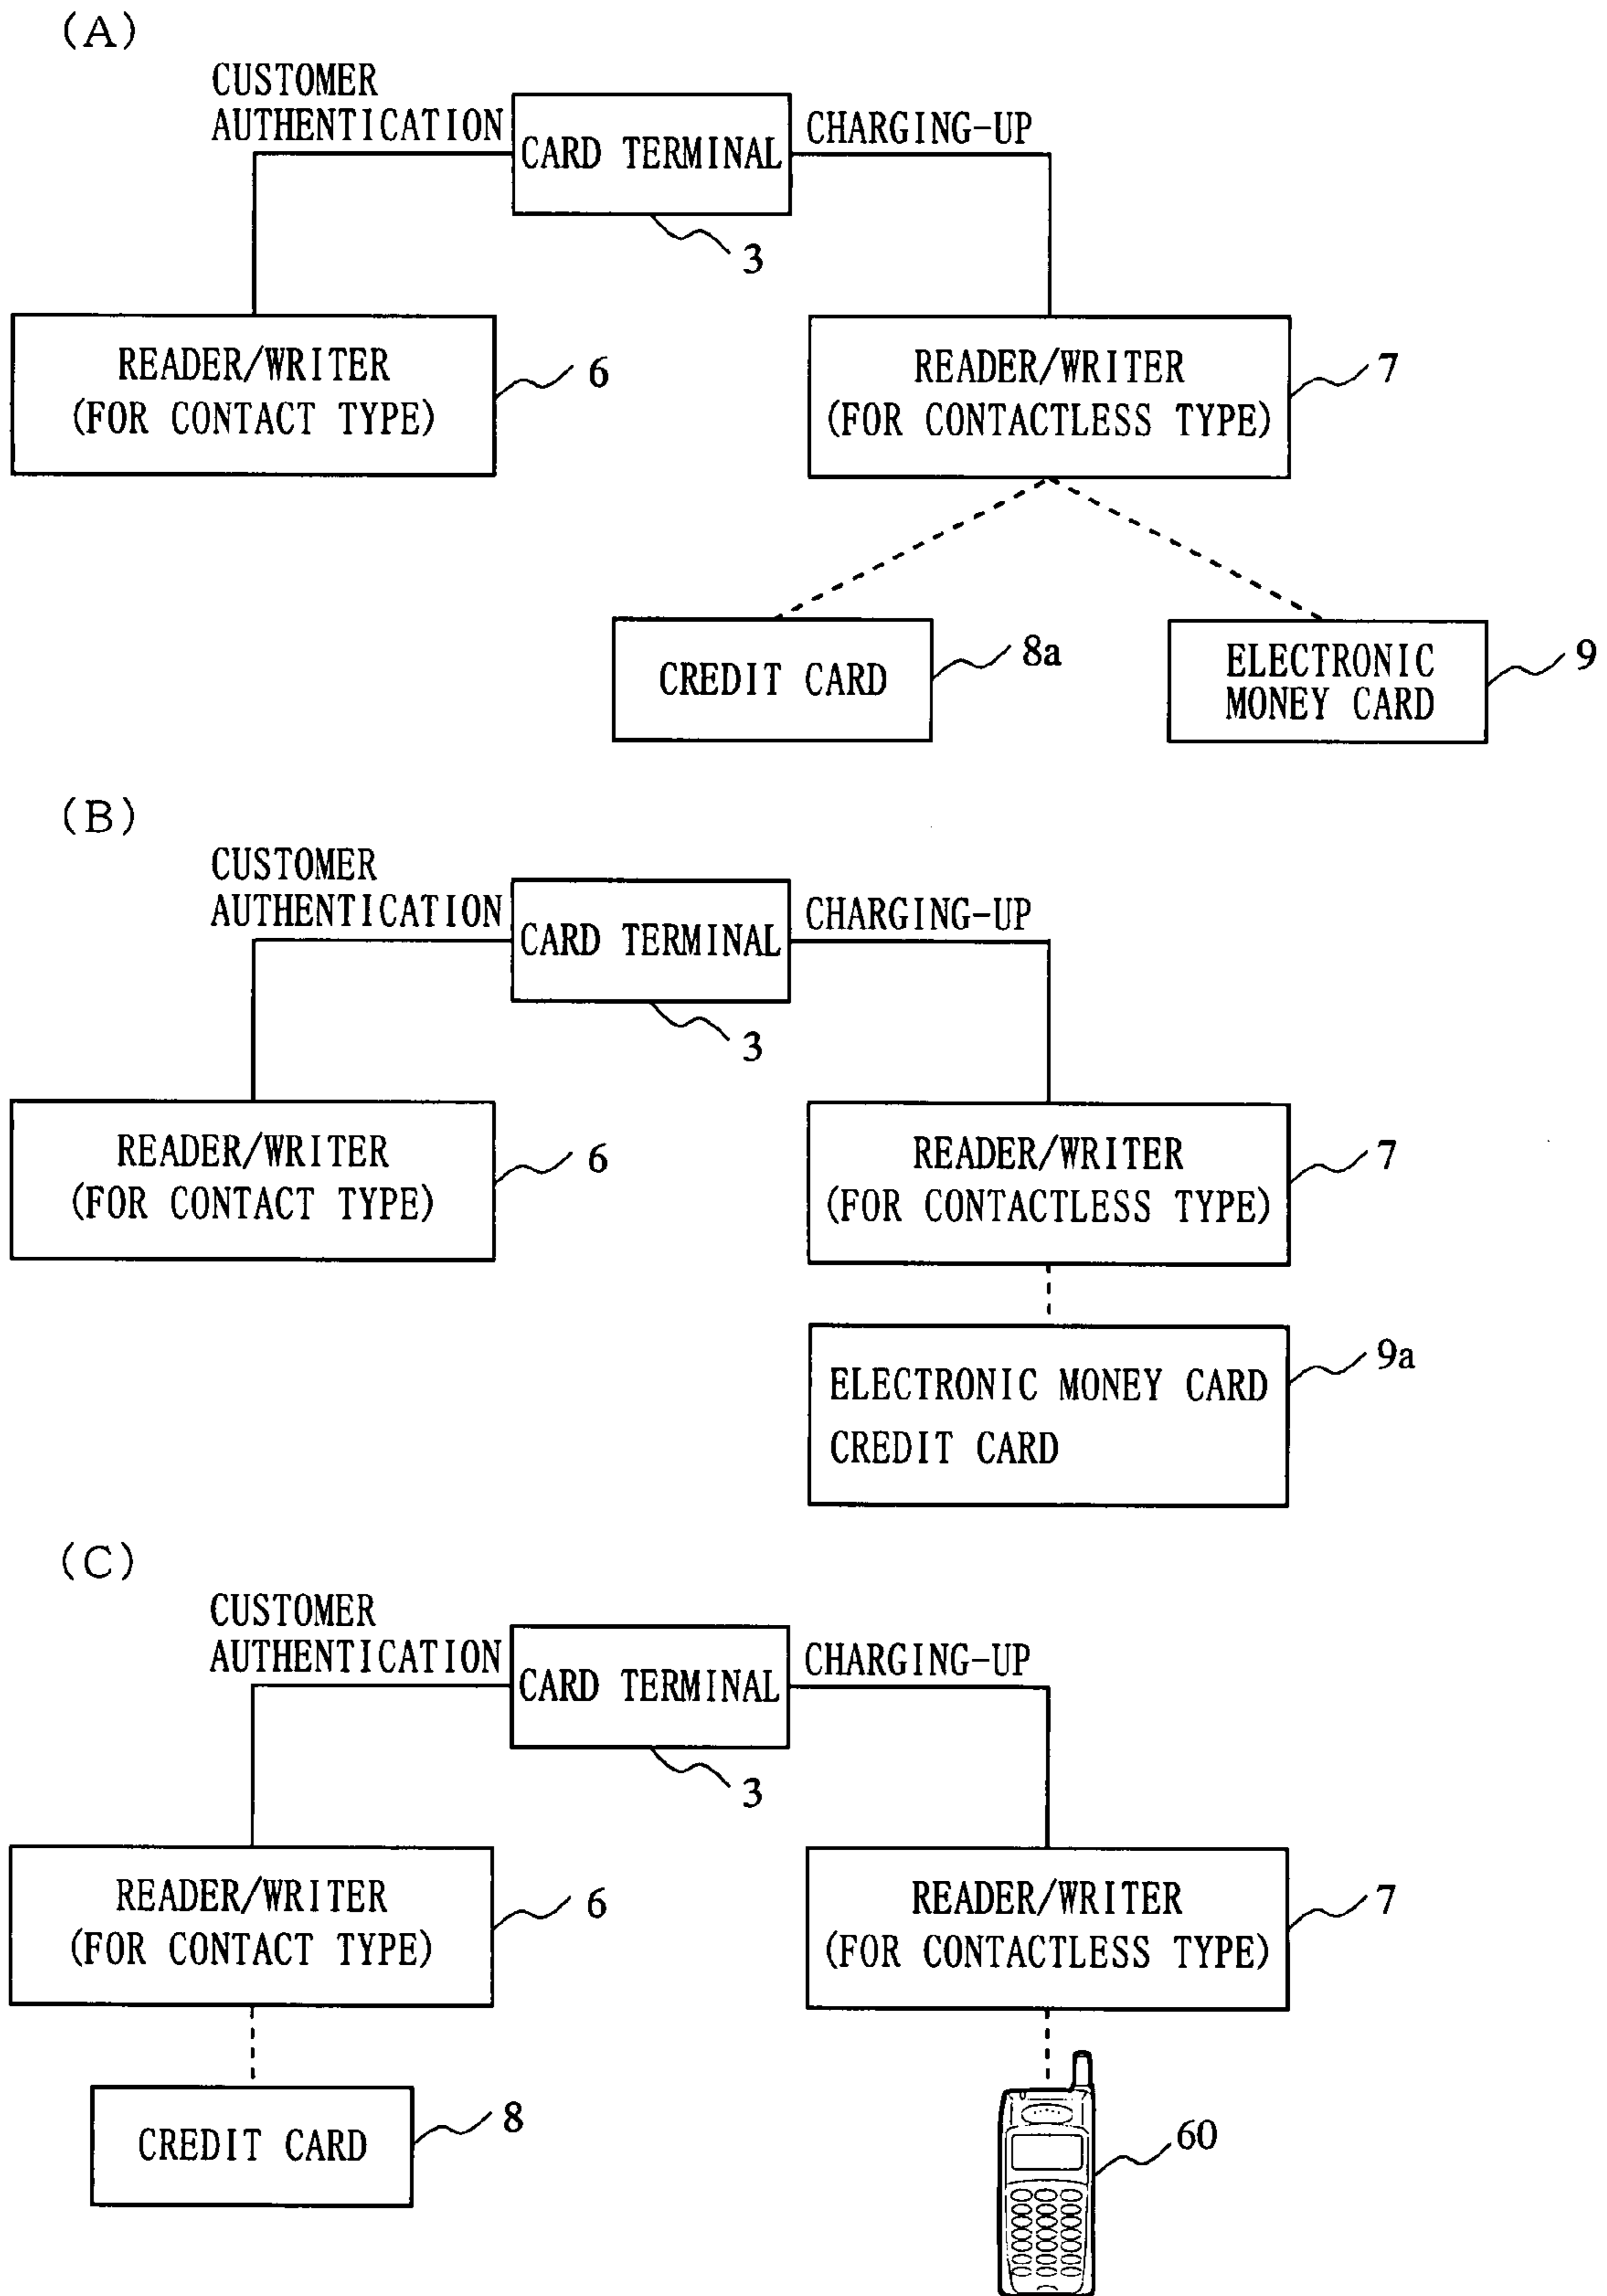 (A)
CUSTOMER
AUTHENTICATION
CARD TERMINAL
CHARGING-UP
3
READER/WRITER
(FOR CONTACT TYPE)
6
READER/WRITER
(FOR CONTACTLESS TYPE)
7
CREDIT CARD
8a
ELECTRONIC
MONEY CARD
9
(B)
CUSTOMER
AUTHENTICATION
CARD TERMINAL
CHARGING-UP
3
READER/WRITER
(FOR CONTACT TYPE)
6
READER/WRITER
(FOR CONTACTLESS TYPE)
7
ELECTRONIC MONEY CARD
CREDIT CARD
9a
(C)
CUSTOMER
AUTHENTICATION
CARD TERMINAL
CHARGING-UP
3
READER/WRITER
(FOR CONTACT TYPE)
6
READER/WRITER
(FOR CONTACTLESS TYPE)
7
CREDIT CARD
8
60